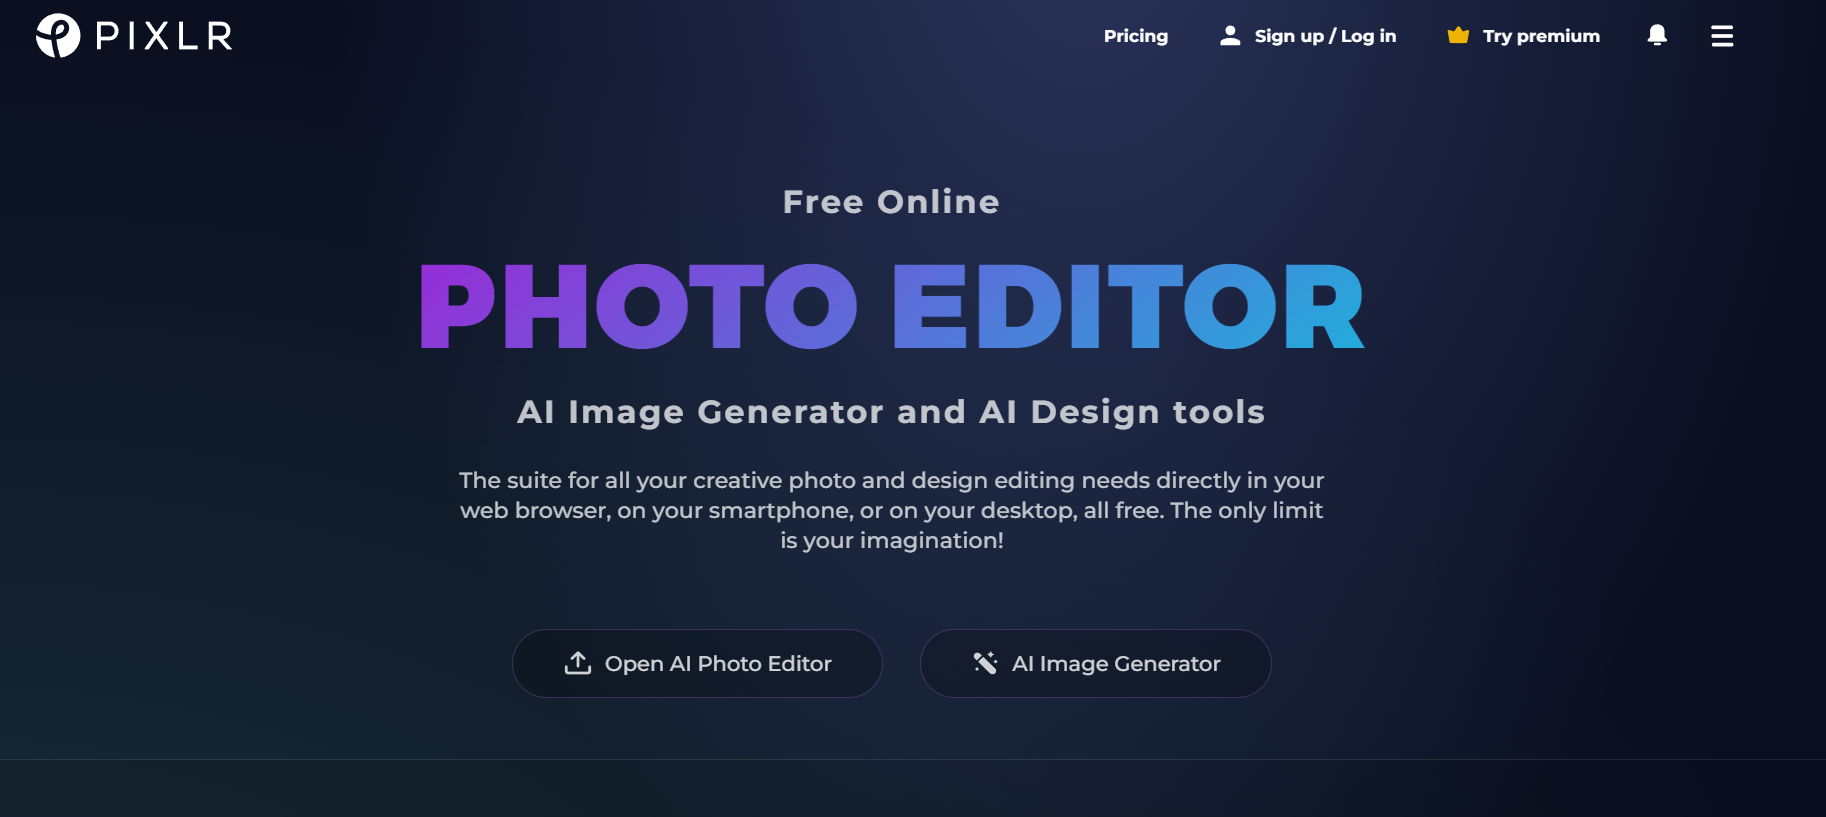 PIXLR
Pricing
Sign up / Log in
Try premium
Free Online
PHOTO EDITOR
AI Image Generator and AI Design tools
The suite for all your creative photo and design editing needs directly in your
web browser, on your smartphone, or on your desktop, all free. The only limit
is your imagination!
Open AI Photo Editor
AI Image Generator